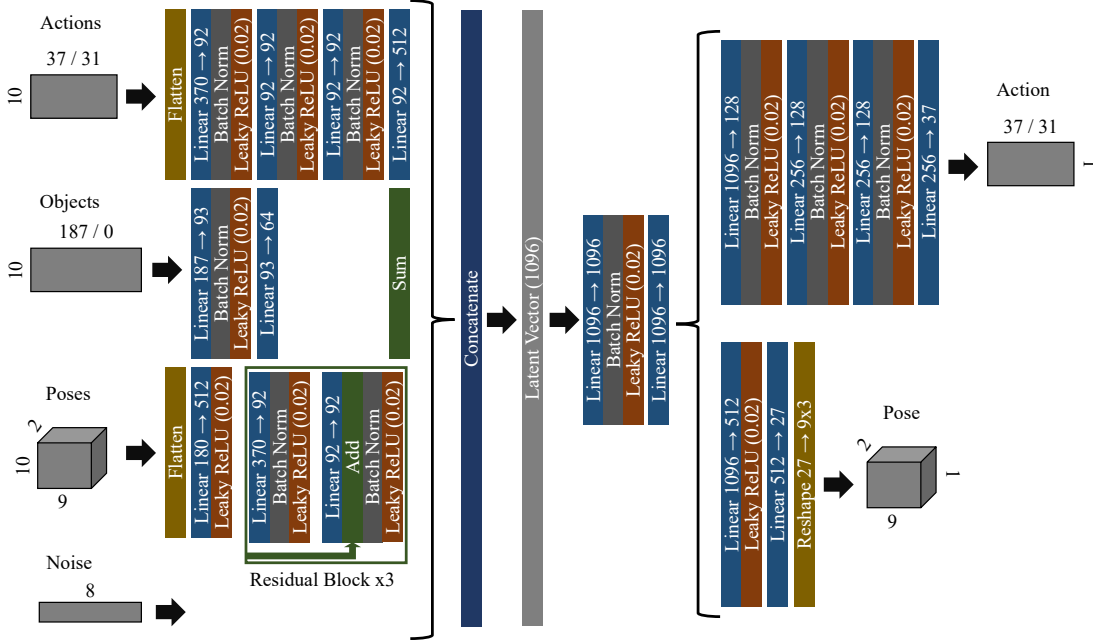 Actions
37 / 31
10
Flatten
Linear 370 → 92
Batch Norm
Leaky ReLU (0.02)
Linear 92 → 92
Batch Norm
Leaky ReLU (0.02)
Linear 92 → 92
Batch Norm
Leaky ReLU (0.02)
Linear 92 → 512
Objects
187 / 0
10
Linear 187 → 93
Batch Norm
Leaky ReLU (0.02)
Linear 93 → 64
Sum
Poses
2
10
9
Flatten
Linear 180 → 512
Leaky ReLU (0.02)
Linear 370 → 92
Batch Norm
Leaky ReLU (0.02)
Linear 92 → 92
Add
Batch Norm
Leaky ReLU (0.02)
Residual Block x3
Noise
8
Concatenate
Latent Vector (1096)
Linear 1096 → 1096
Batch Norm
Leaky ReLU (0.02)
Linear 1096 → 1096
Linear 1096 → 128
Batch Norm
Leaky ReLU (0.02)
Linear 256 → 128
Batch Norm
Leaky ReLU (0.02)
Linear 256 → 128
Batch Norm
Leaky ReLU (0.02)
Linear 256 → 37
Action
37 / 31
1
Linear 1096 → 512
Leaky ReLU (0.02)
Linear 512 → 27
Reshape 27 → 9x3
Pose
2
1
9